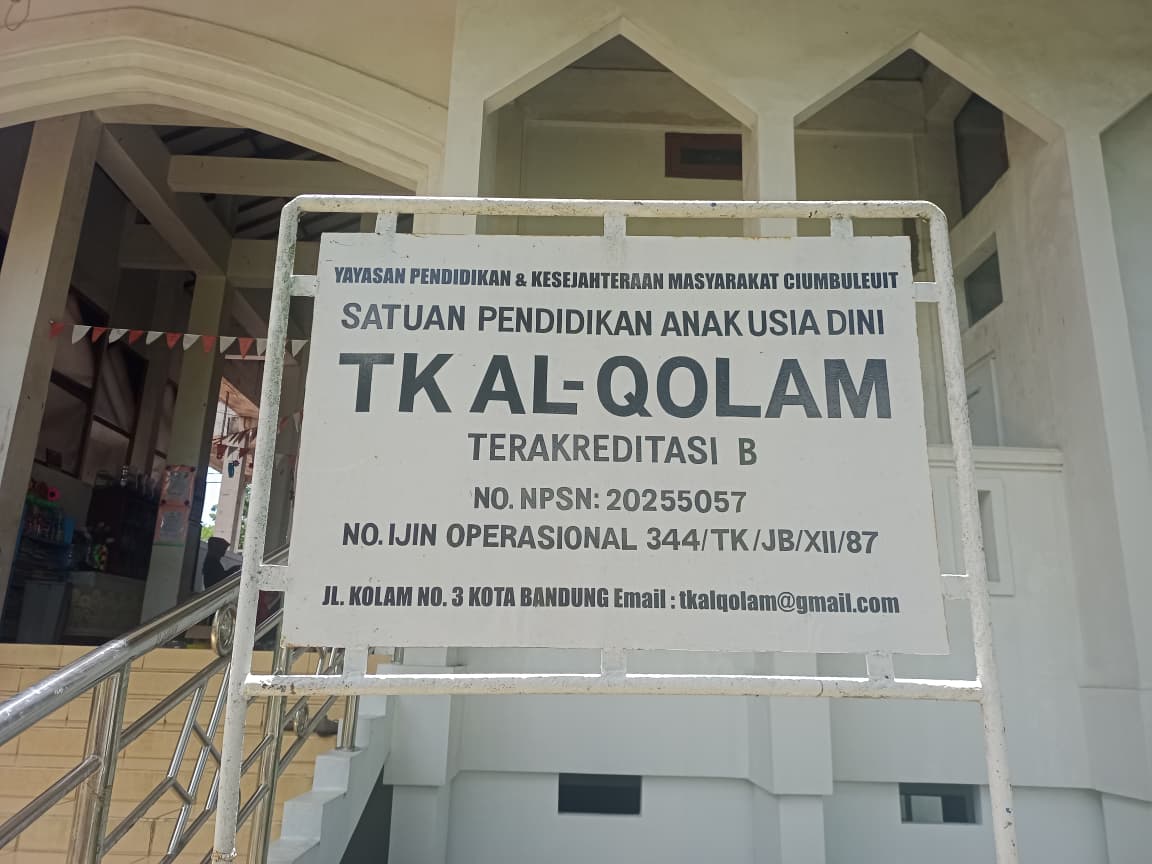 YAYASAN PENDIDIKAN & KESEJAHTERAAN MASYARAKAT CIUMBULEUIT
SATUAN PENDIDIKAN ANAK USIA DINI
TK AL-QOLAM
TERAKREDITASI B
NO. NPSN: 20255057
NO. IJIN OPERASIONAL 344/TK/JB/XII/87
JL. KOLAM NO. 3 KOTA BANDUNG Email : tkalqolam@gmail.com